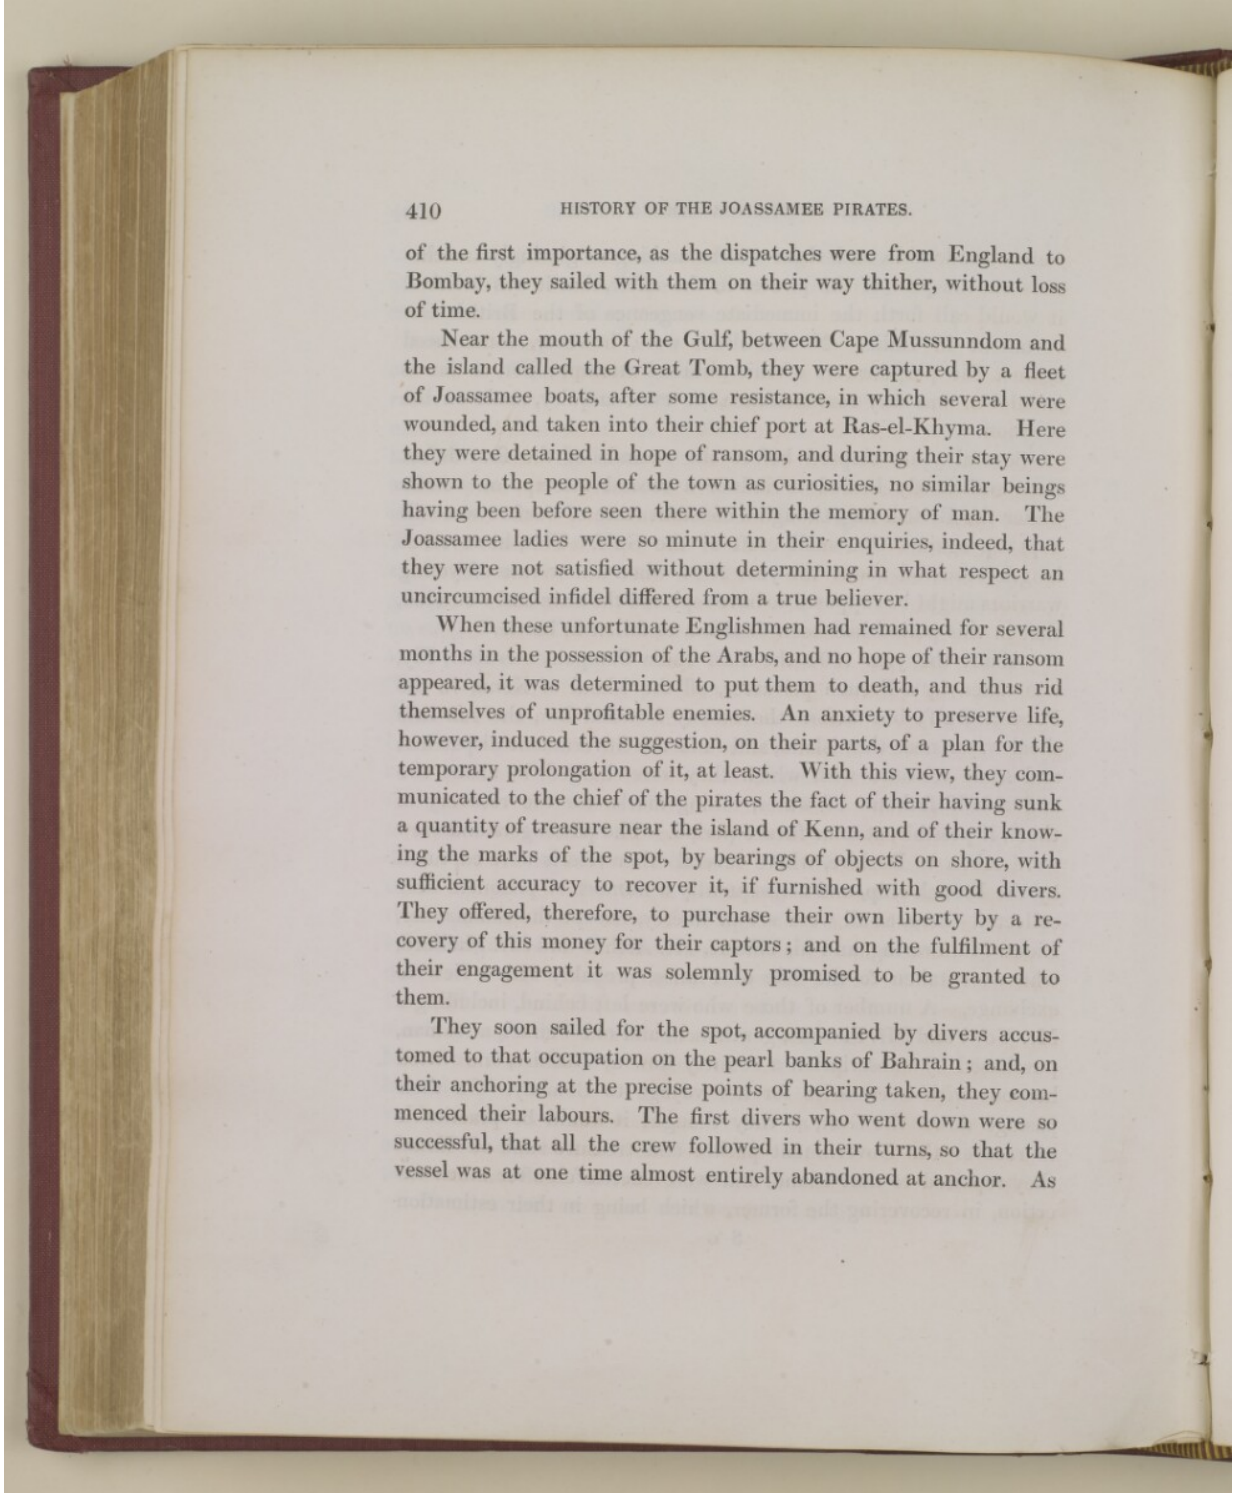 410 HISTORY OF THE JOASSAMEE PIRATES.
of the first importance, as the dispatches were from England to
Bombay, they sailed with them on their way thither, without loss
of time.
Near the mouth of the Gulf, between Cape Mussunndom and
the island called the Great Tomb, they were captured by a fleet
of Joassamee boats, after some resistance, in which several were
wounded, and taken into their chief port at Ras-el-Khyma. Here
they were detained in hope of ransom, and during their stay were
shown to the people of the town as curiosities, no similar beings
having been before seen there within the memory of man. The
Joassamee ladies were so minute in their enquiries, indeed, that
they were not satisfied without determining in what respect an
uncircumcised infidel differed from a true believer.
When these unfortunate Englishmen had remained for several
months in the possession of the Arabs, and no hope of their ransom
appeared, it was determined to put them to death, and thus rid
themselves of unprofitable enemies. An anxiety to preserve life,
however, induced the suggestion, on their parts, of a plan for the
temporary prolongation of it, at least. With this view, they com-
municated to the chief of the pirates the fact of their having sunk
a quantity of treasure near the island of Kenn, and of their know-
ing the marks of the spot, by bearings of objects on shore, with
sufficient accuracy to recover it, if furnished with good divers.
They offered, therefore, to purchase their own liberty by a re-
covery of this money for their captors; and on the fulfilment of
their engagement it was solemnly promised to be granted to
them.
They soon sailed for the spot, accompanied by divers accus-
tomed to that occupation on the pearl banks of Bahrain; and, on
their anchoring at the precise points of bearing taken, they com-
menced their labours. The first divers who went down were so
successful, that all the crew followed in their turns, so that the
vessel was at one time almost entirely abandoned at anchor. As